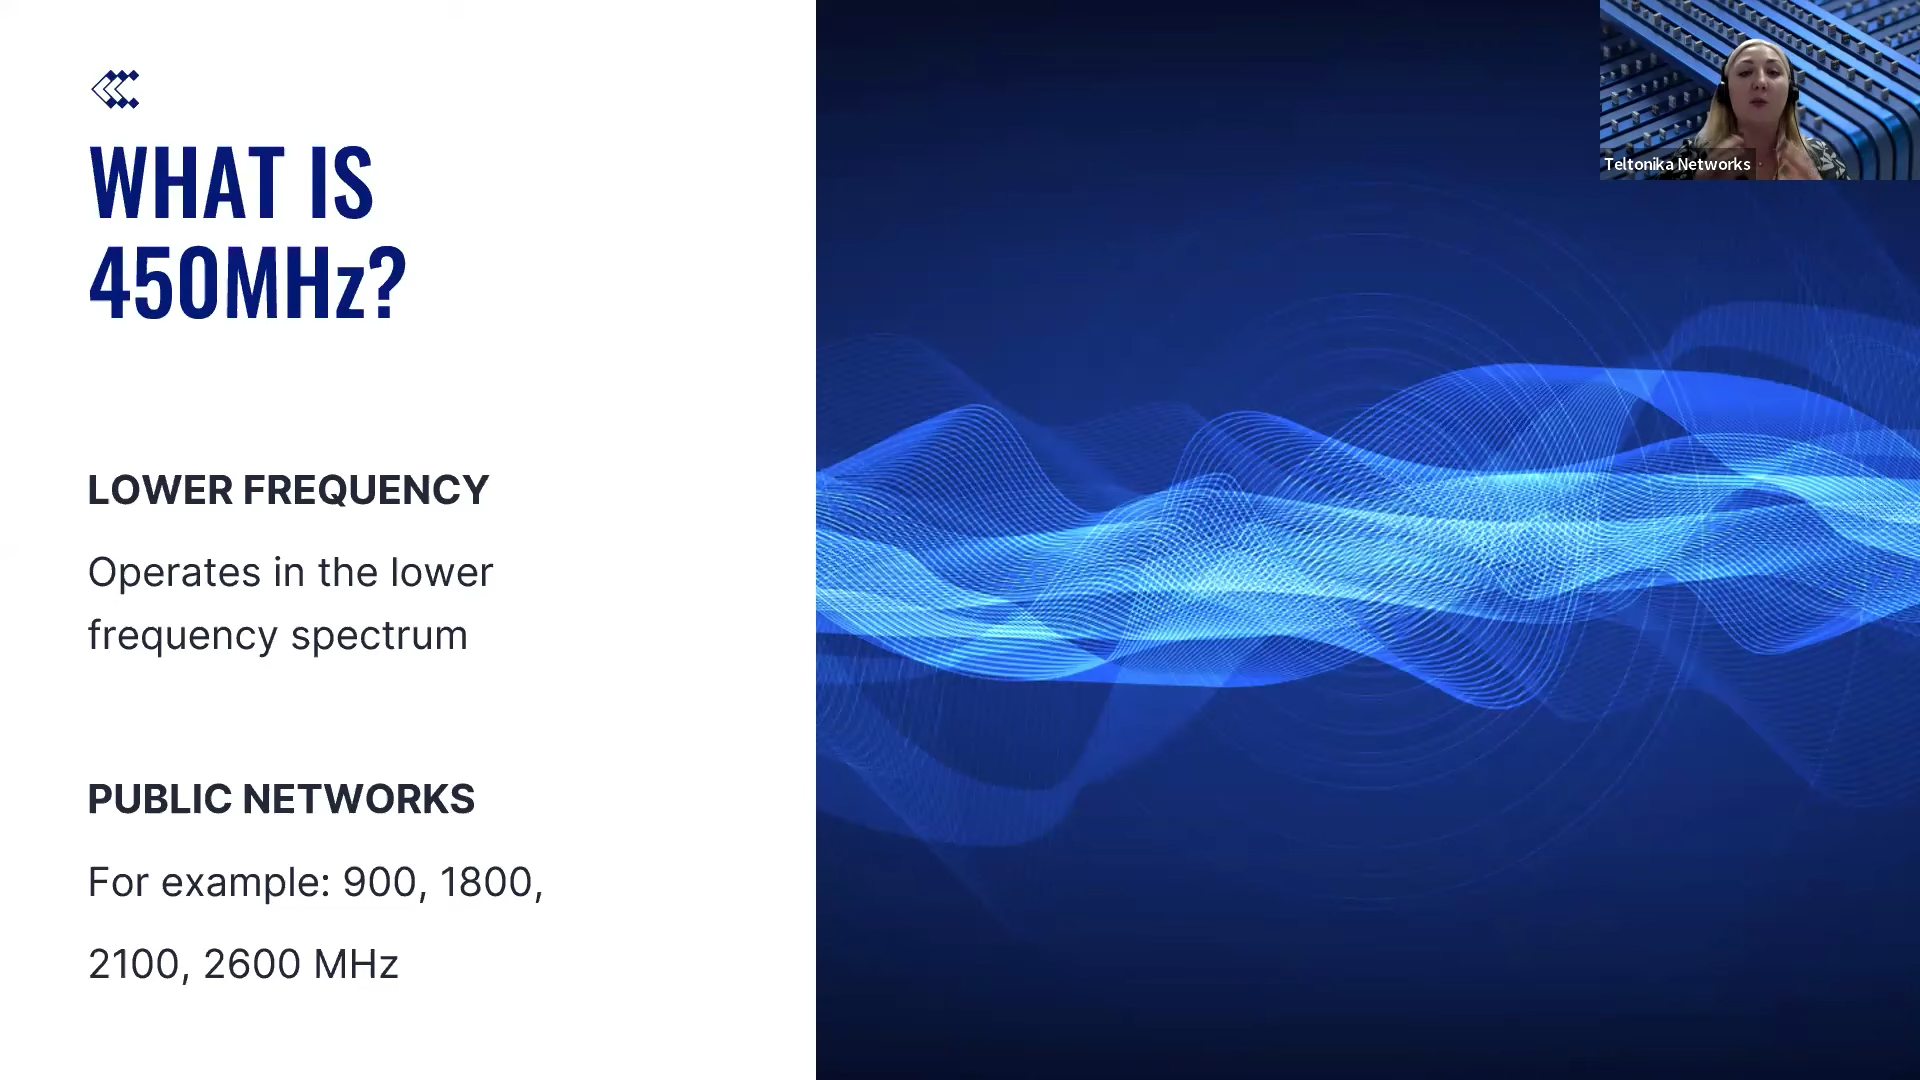 WHAT IS
450MHz?
LOWER FREQUENCY
Operates in the lower
frequency spectrum
PUBLIC NETWORKS
For example: 900, 1800,
2100, 2600 MHz
Teltonika Networks